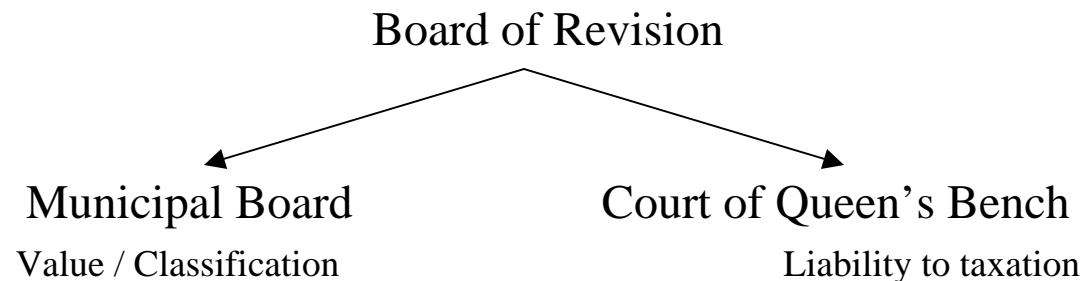 Board of Revision
Municipal Board
Court of Queen’s Bench
Value / Classification
Liability to taxation